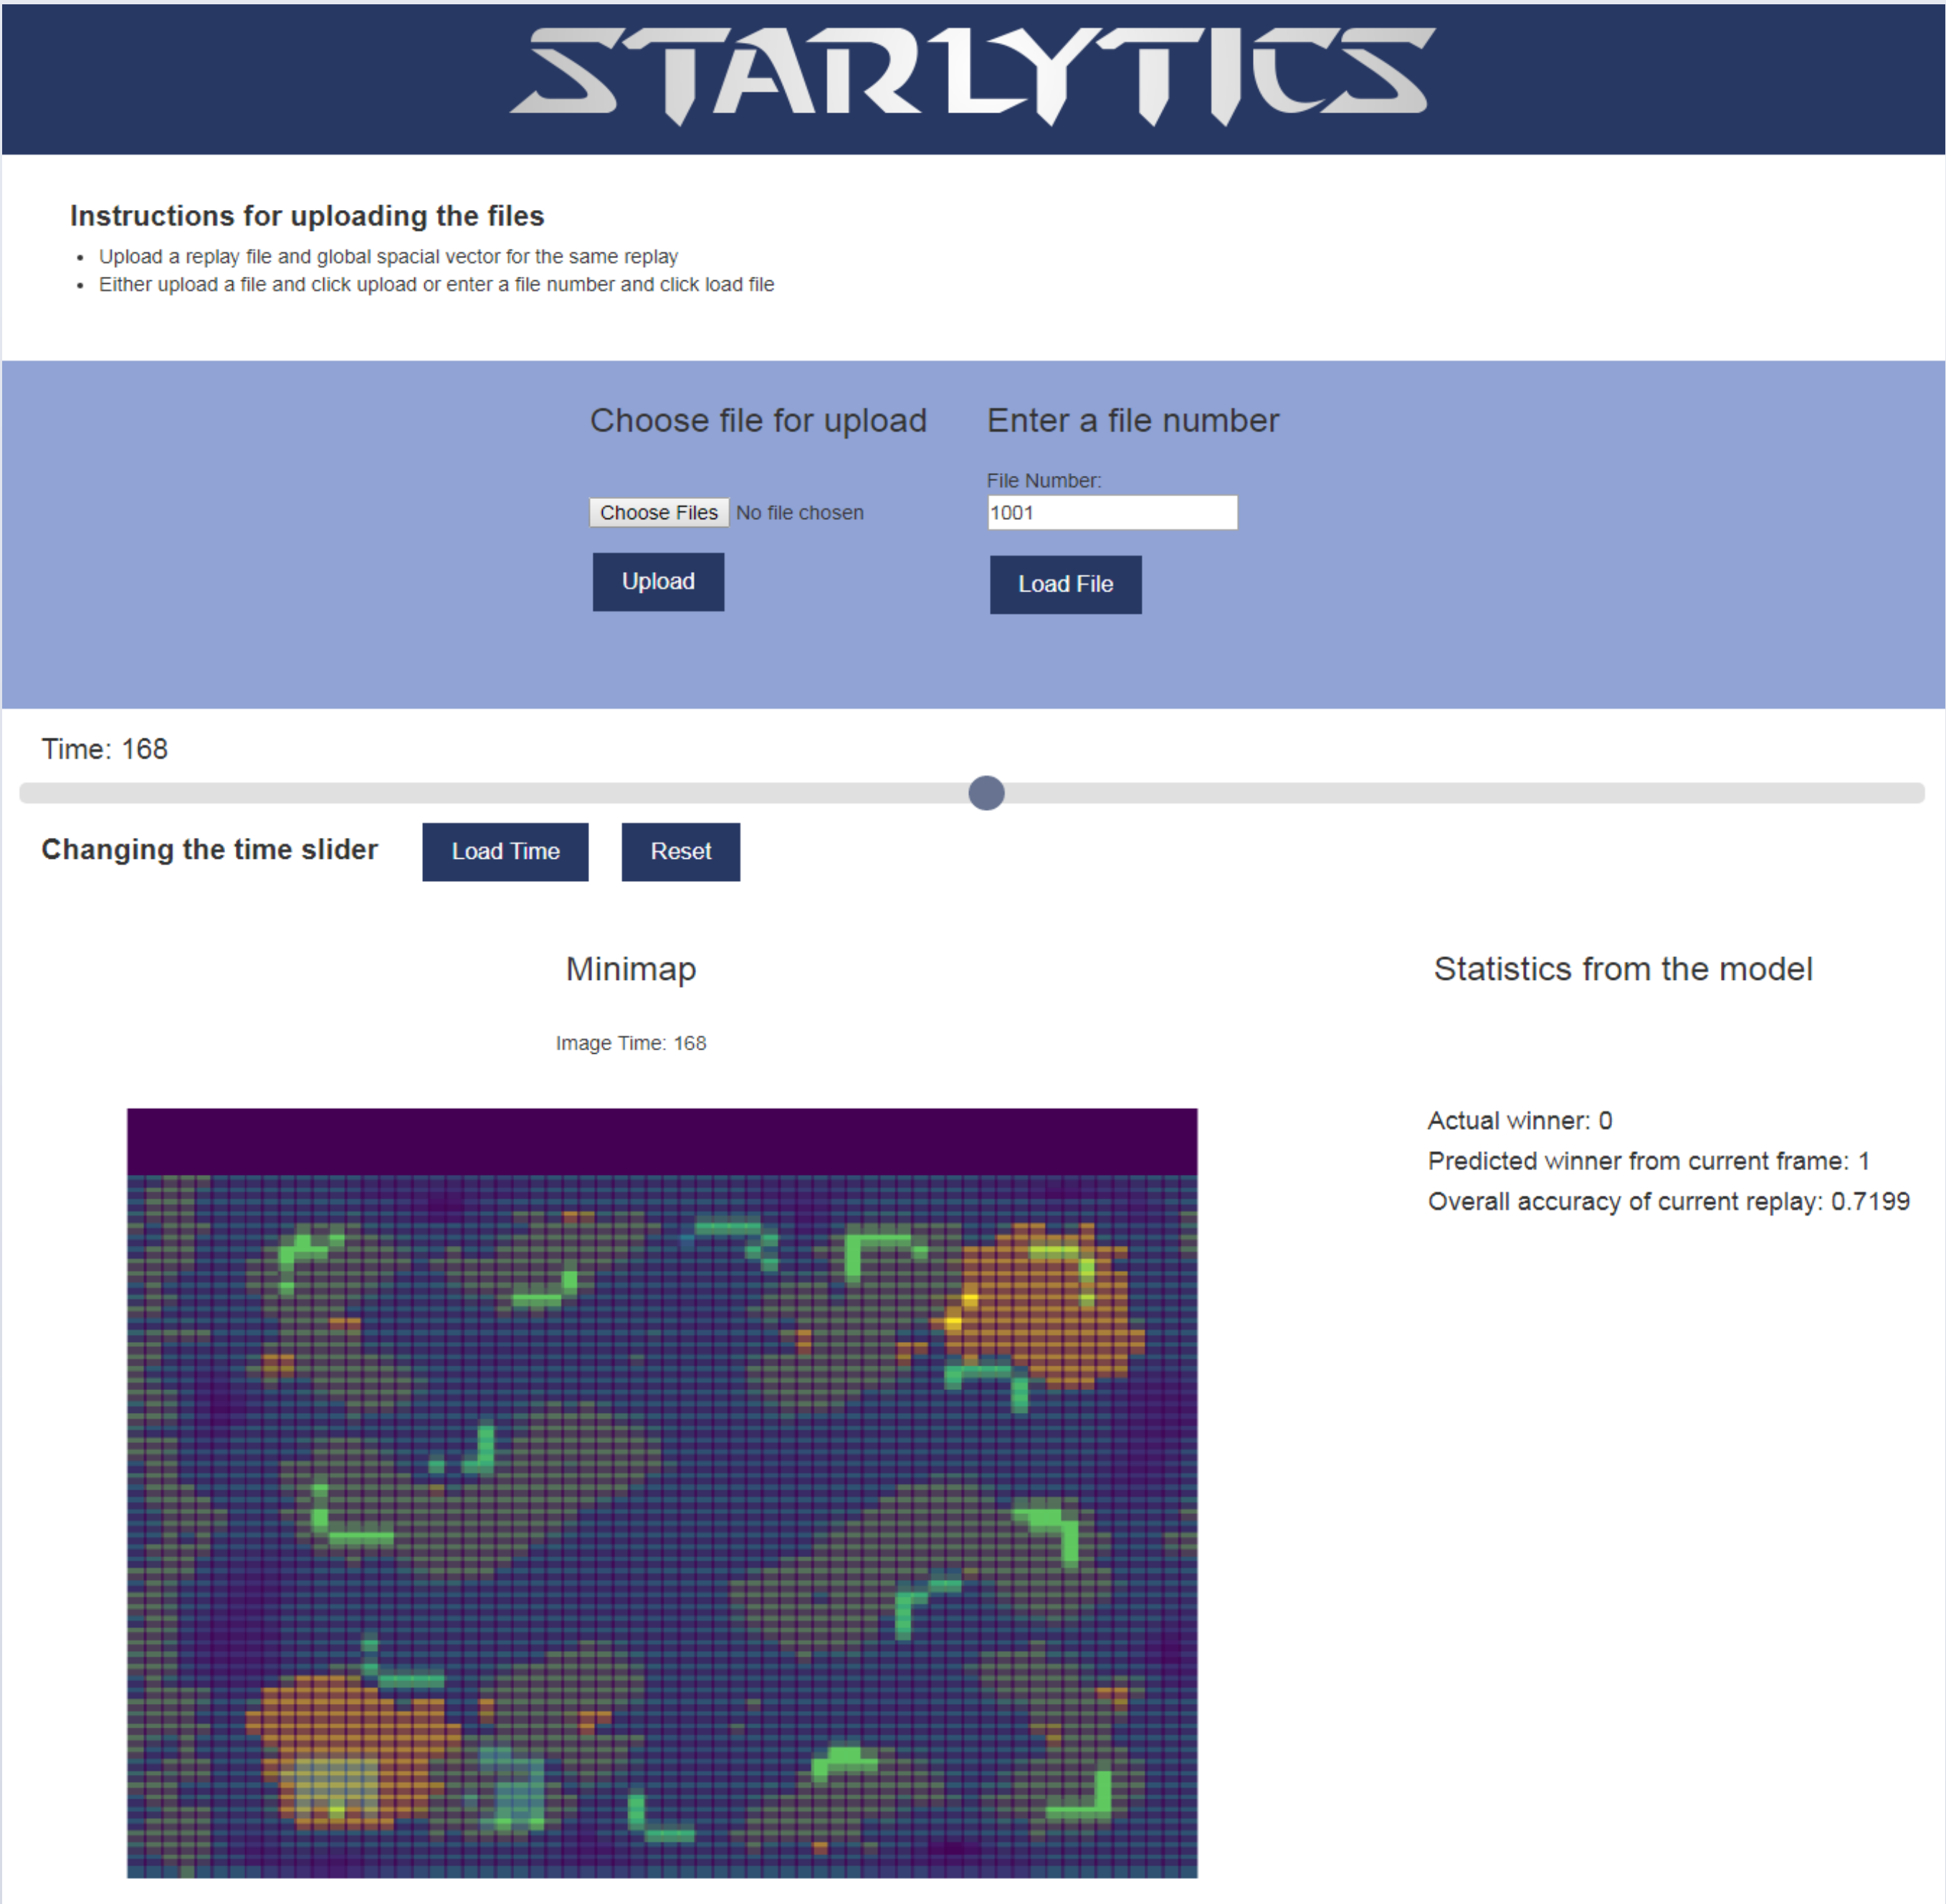 STARLYTICS
Instructions for uploading the files
• Upload a replay file and global spacial vector for the same replay
• Either upload a file and click upload or enter a file number and click load file
Choose file for upload
Enter a file number
File Number:
Choose Files No file chosen
1001
Upload
Load File
Time: 168
Changing the time slider
Load Time
Reset
Minimap
Statistics from the model
Image Time: 168
Actual winner: 0
Predicted winner from current frame: 1
Overall accuracy of current replay: 0.7199